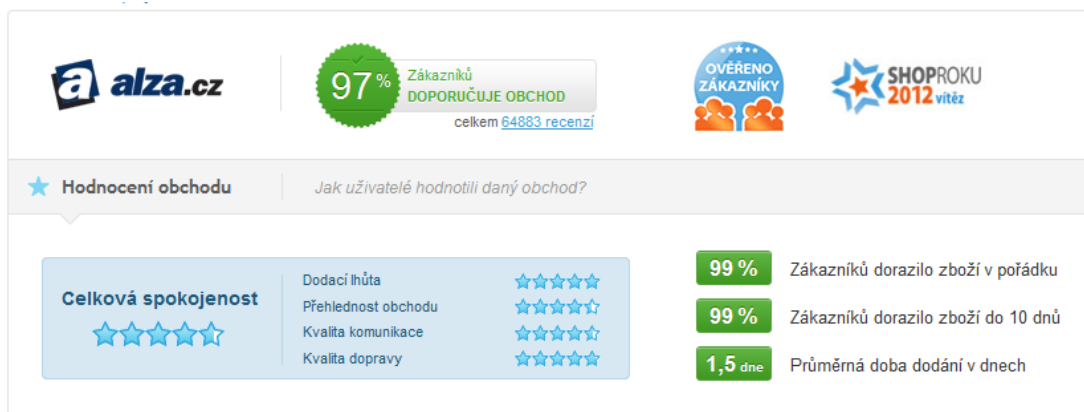 alza.cz
97 %
Zákazníků
DOPORUČUJE OBCHOD
celkem 64883 recenzí
OVĚŘENO
ZÁKAZNÍKY
SHOPROKU
2012 vítěz
Hodnocení obchodu
Jak uživatelé hodnotili daný obchod?
Celková spokojenost
Dodací lhůta
Přehlednost obchodu
Kvalita komunikace
Kvalita dopravy
99 % Zákazníků dorazilo zboží v pořádku
99 % Zákazníků dorazilo zboží do 10 dnů
1,5 dne Průměrná doba dodání v dnech